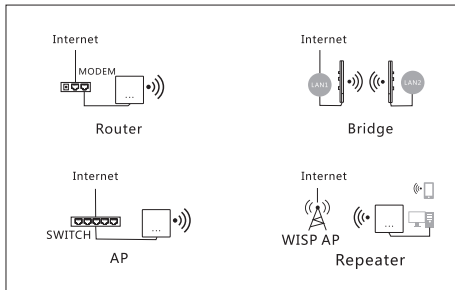 Internet
MODEM
Router
Internet
LAN1
LAN2
Bridge
Internet
SWITCH
AP
Internet
WISP AP
Repeater